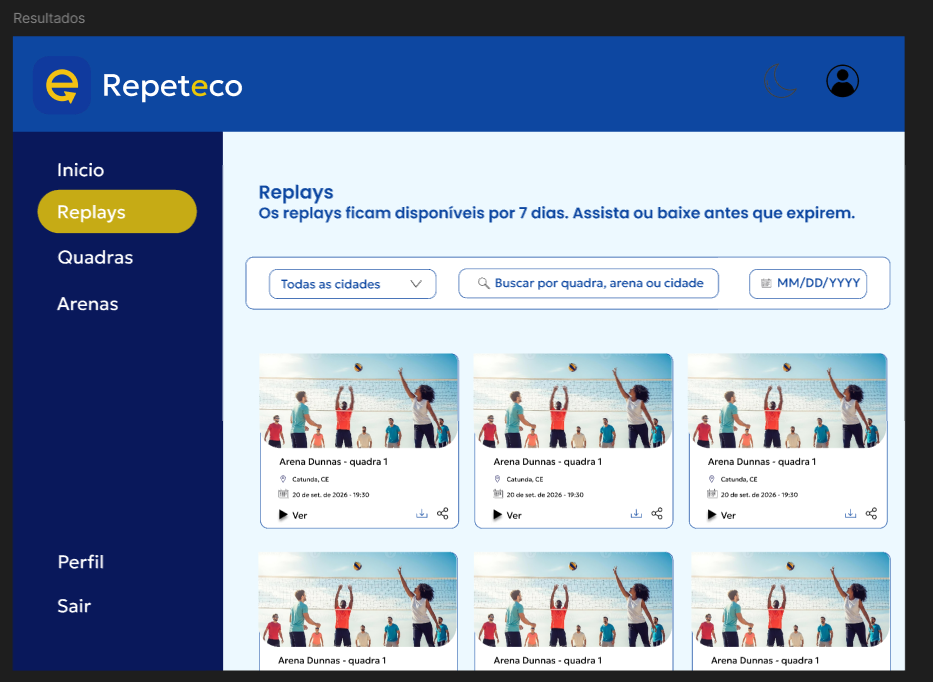 Resultados
Repeteco
Inicio
Replays
Quadras
Arenas
Perfil
Sair
Replays
Os replays ficam disponíveis por 7 dias. Assista ou baixe antes que expirem.
Todas as cidades
Buscar por quadra, arena ou cidade
MM/DD/YYYY
Arena Dunnas - quadra 1
Catunda, CE
20 de set. de 2026 - 19:30
Ver
Arena Dunnas - quadra 1
Catunda, CE
20 de set. de 2026 - 19:30
Ver
Arena Dunnas - quadra 1
Catunda, CE
20 de set. de 2026 - 19:30
Ver
Arena Dunnas - quadra 1
Arena Dunnas - quadra 1
Arena Dunnas - quadra 1